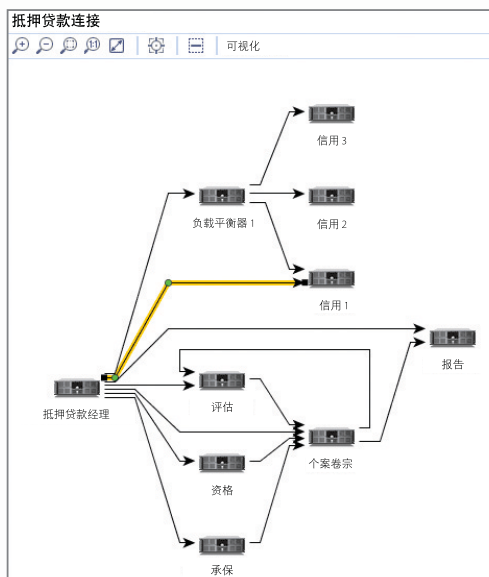 抵押贷款连接
1:1
可视化
信用 3
负载平衡器 1
信用 2
信用 1
报告
抵押贷款经理
评估
个案卷宗
资格
承保